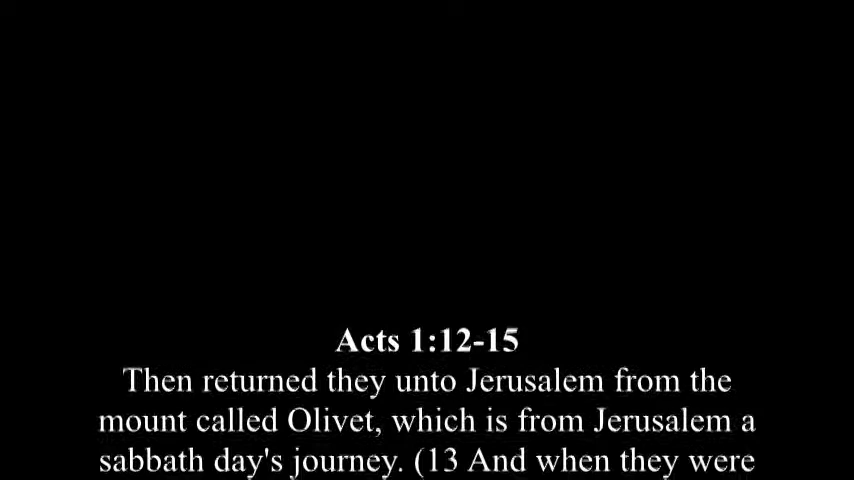 Acts 1:12-15
Then returned they unto Jerusalem from the
mount called Olivet, which is from Jerusalem a
sabbath day's journey. (13 And when they were